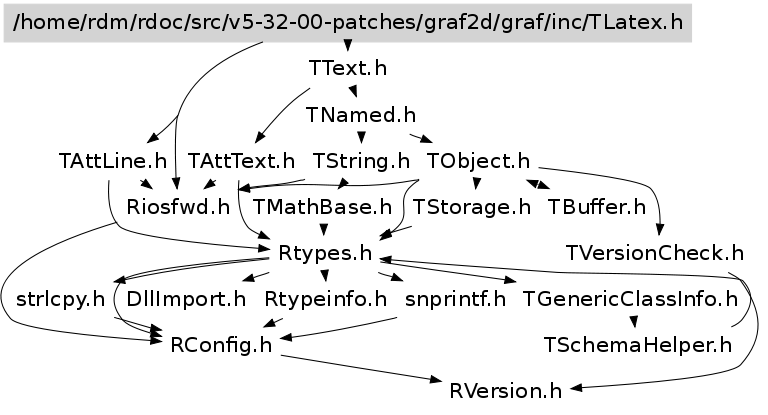 /home/rdm/rdoc/src/v5-32-00-patches/graf2d/graf/inc/TLatex.h
TText.h
TNamed.h
TAttLine.h TAttText.h TString.h TObject.h
Riosfwd.h TMathBase.h TStorage.h TBuffer.h
Rtypes.h TVersionCheck.h
strlcpy.h DllImport.h Rtypeinfo.h snprintf.h TGenericClassInfo.h
RConfig.h TSchemaHelper.h
RVersion.h